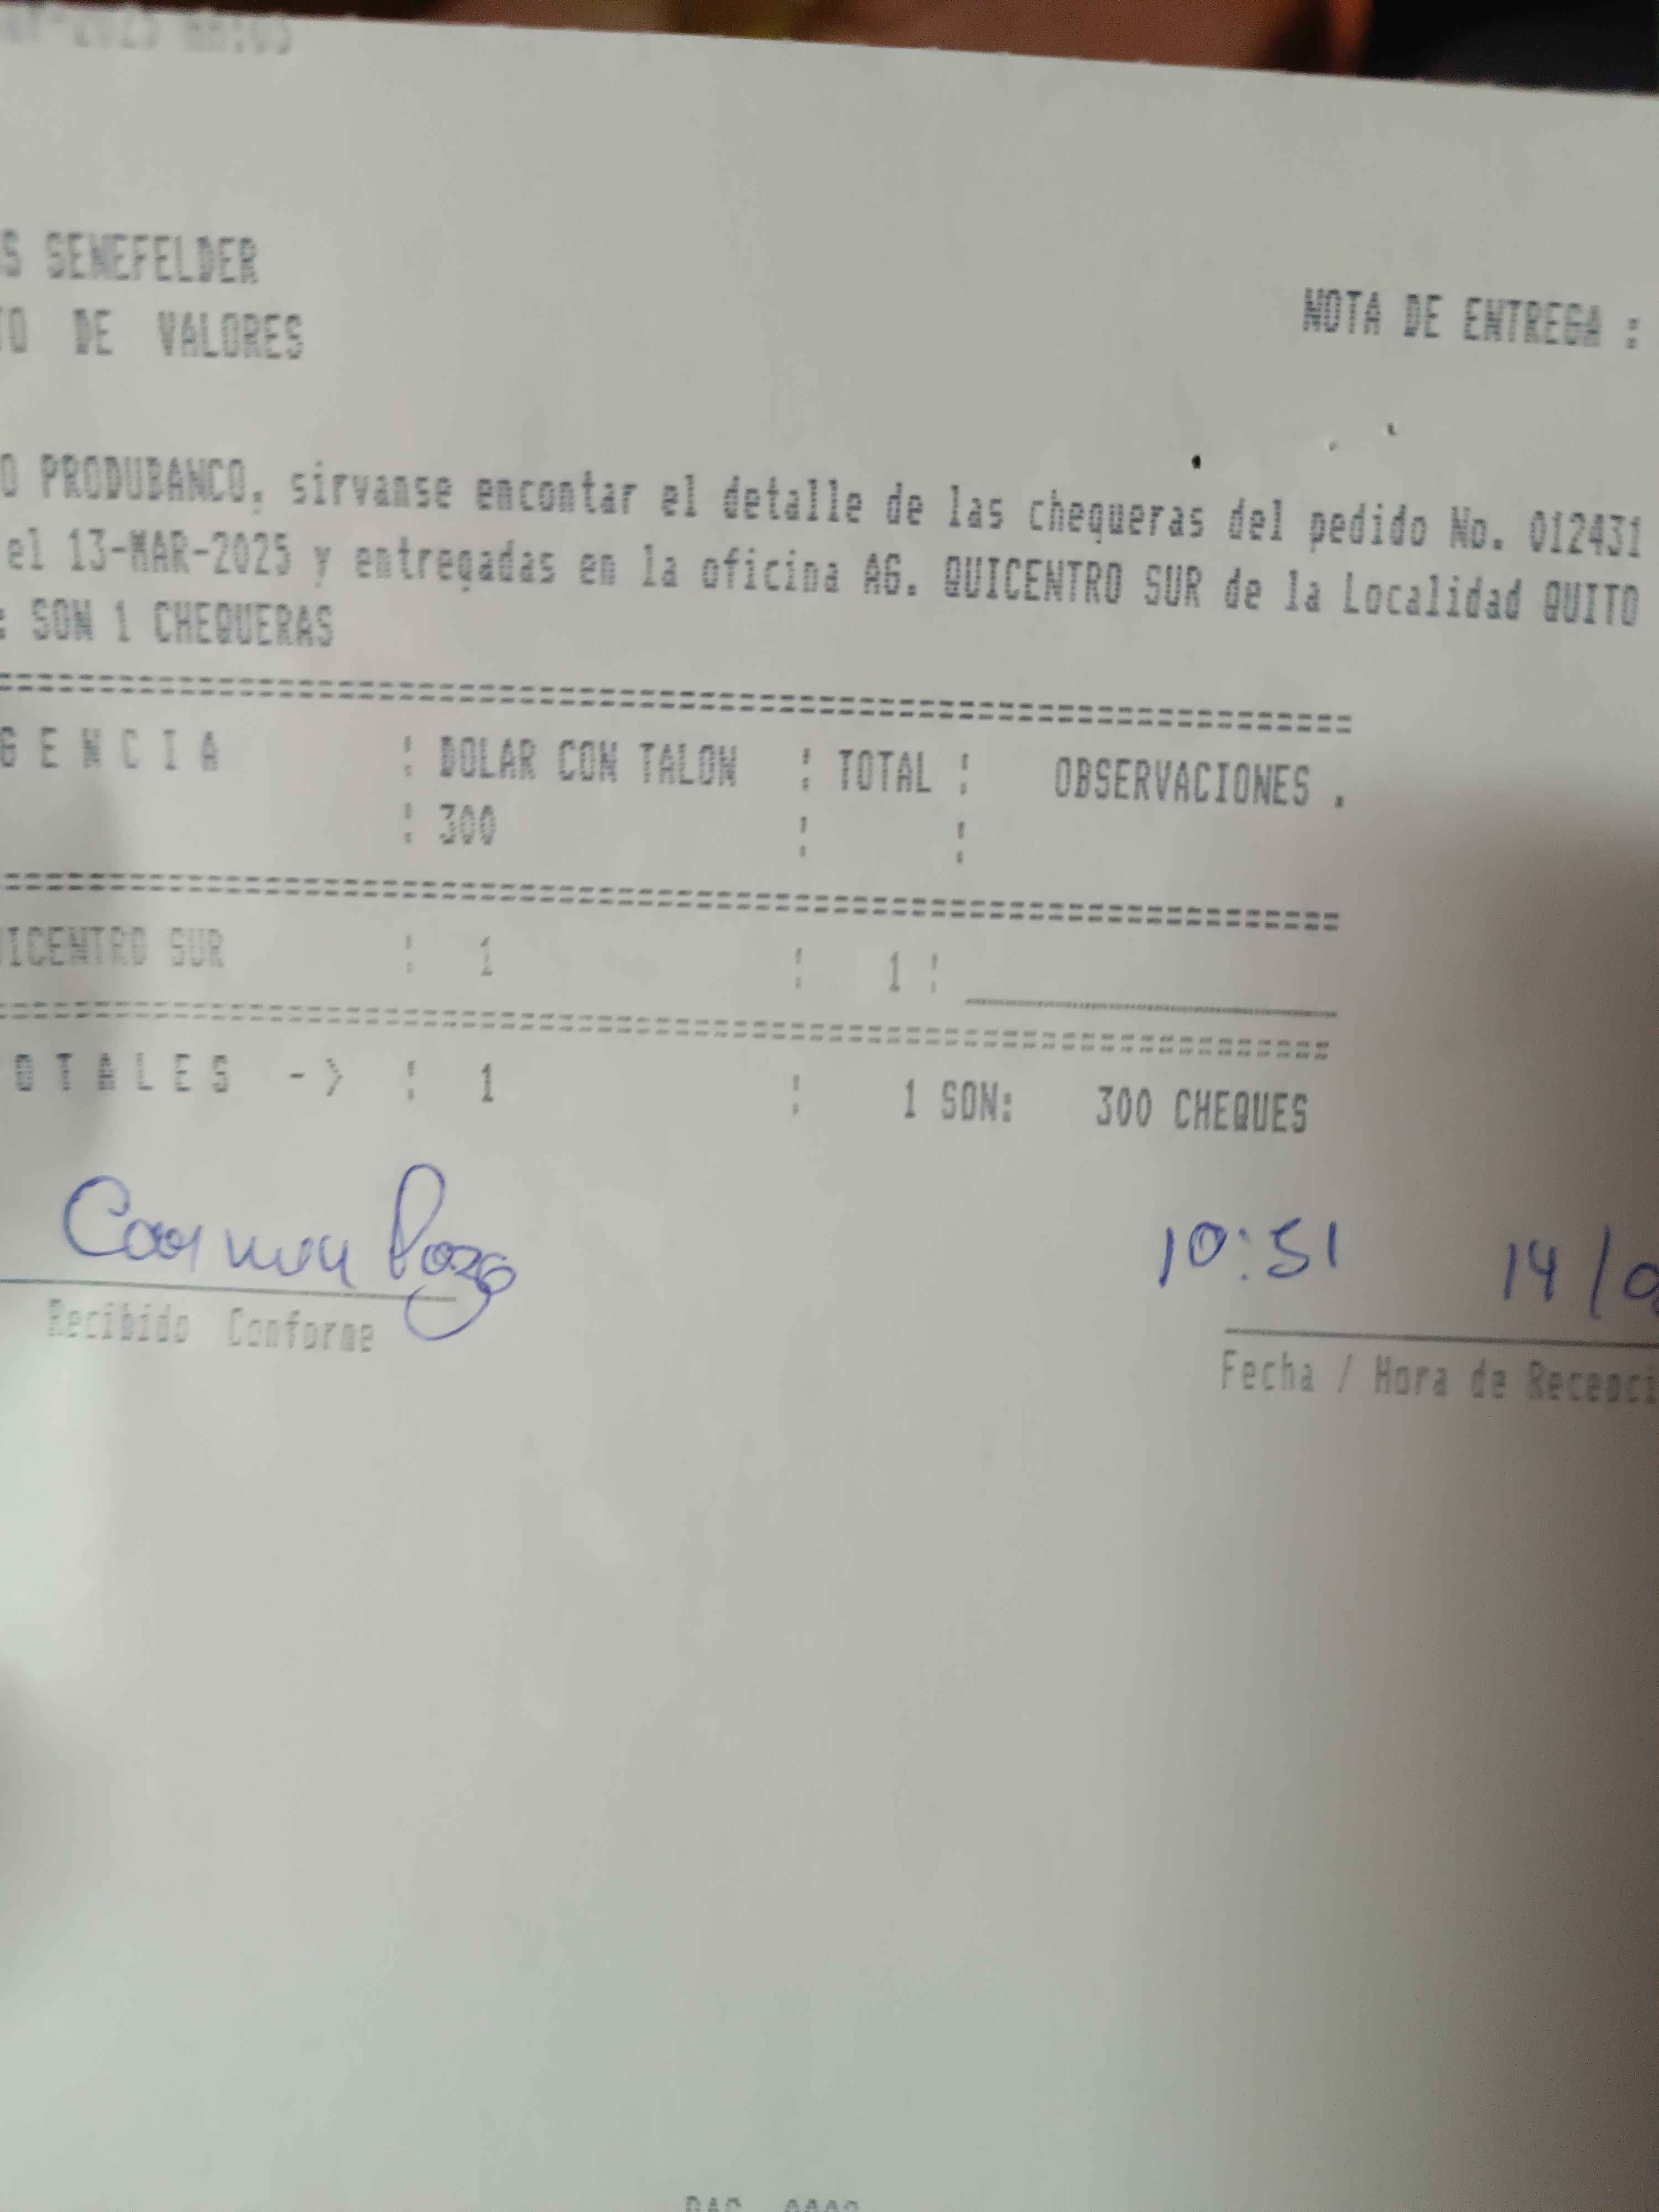 S SENEFELDER
TO DE VALORES
NOTA DE ENTREGA :
O PRODUBANCO, sirvanse encontar el detalle de las chequeras del pedido No. 012431
el 13-MAR-2025 y entregadas en la oficina AG. QUICENTRO SUR de la Localidad QUITO
: SON 1 CHEQUERAS
G E N C I A : DOLAR CON TALON : TOTAL : OBSERVACIONES .
: 300 : :
UICENTRO SUR : 1 : 1 :
O T A L E S -> : 1 : 1 SON: 300 CHEQUES
Carmen Pozo
10:51 14/0
Recibido Conforme
Fecha / Hora de Recepci